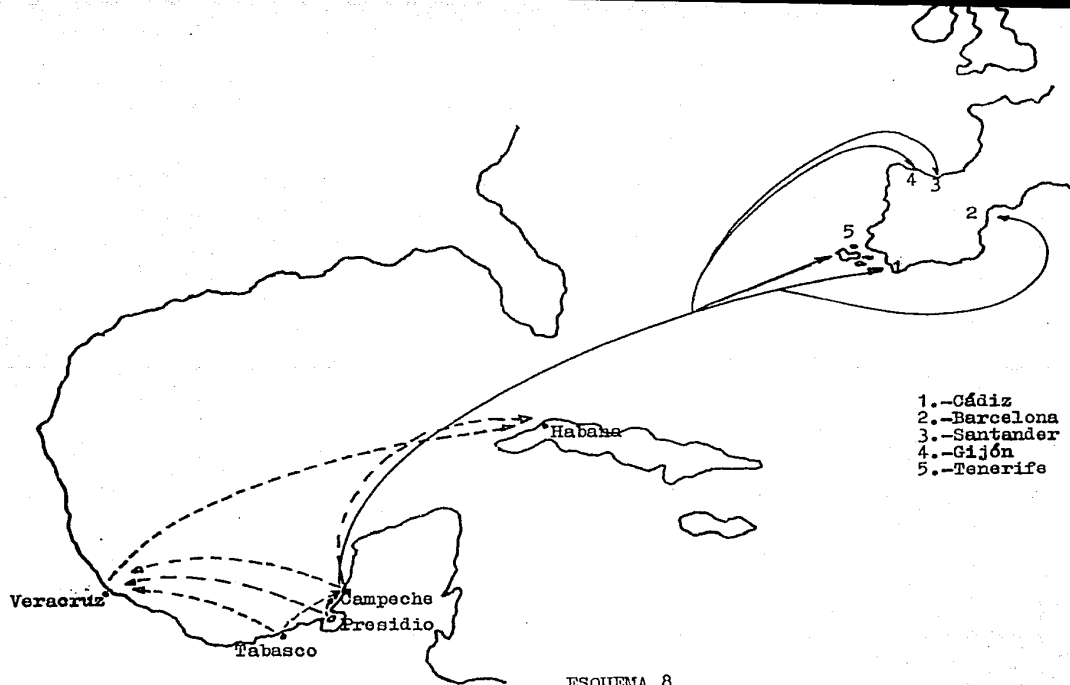 4
3
2
5
1
1.-Cádiz
2.-Barcelona
3.-Santander
4.-Gijón
5.-Tenerife
Habana
Veracruz
Campeche
Presidio
Tabasco
ESQUEMA 8